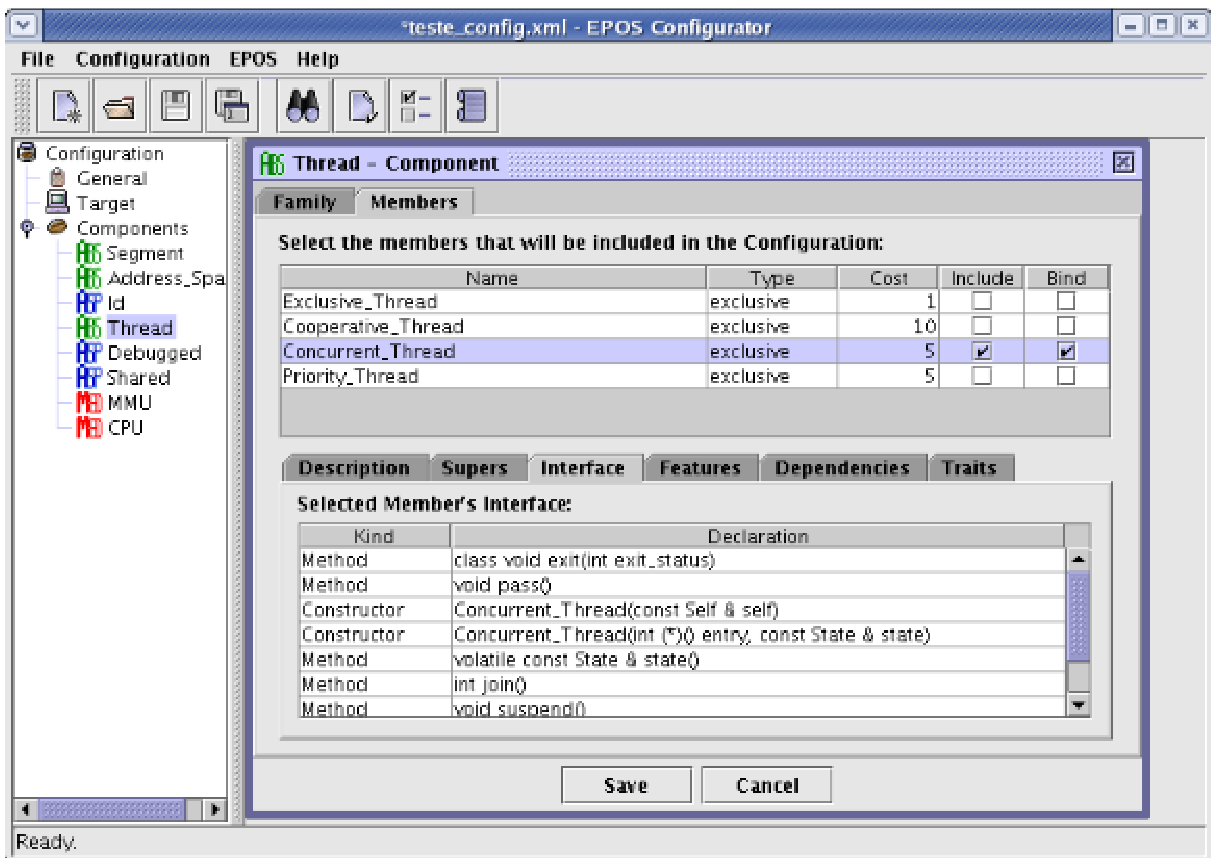 *teste_config.xml - EPOS Configurator
File Configuration EPOS Help
Configuration
General
Target
Components
Segment
Address_Spa
Id
Thread
Debugged
Shared
MMU
CPU
Thread - Component
Family Members
Select the members that will be included in the Configuration:
Name Type Cost Include Bind
Exclusive_Thread exclusive 1
Cooperative_Thread exclusive 10
Concurrent_Thread exclusive 5
Priority_Thread exclusive 5
Description Supers Interface Features Dependencies Traits
Selected Member's Interface:
Kind Declaration
Method class void exit(int exit_status)
Method void pass()
Constructor Concurrent_Thread(const Self & self)
Constructor Concurrent_Thread(int (*)() entry, const State & state)
Method volatile const State & state()
Method int join()
Method void suspend()
Save Cancel
Ready.